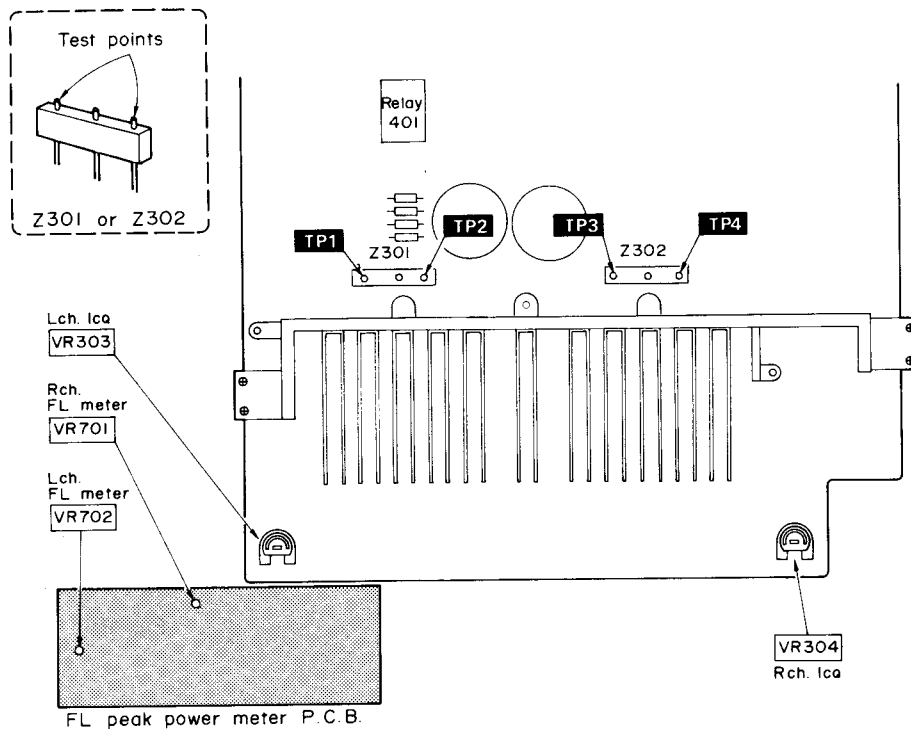 Test points
Z301 or Z302
Relay
401
TP1
TP2
TP3
TP4
Z301
Z302
Lch. Icq
VR303
Rch.
FL meter
VR701
Lch.
FL meter
VR702
VR304
Rch. Icq
FL peak power meter P.C.B.